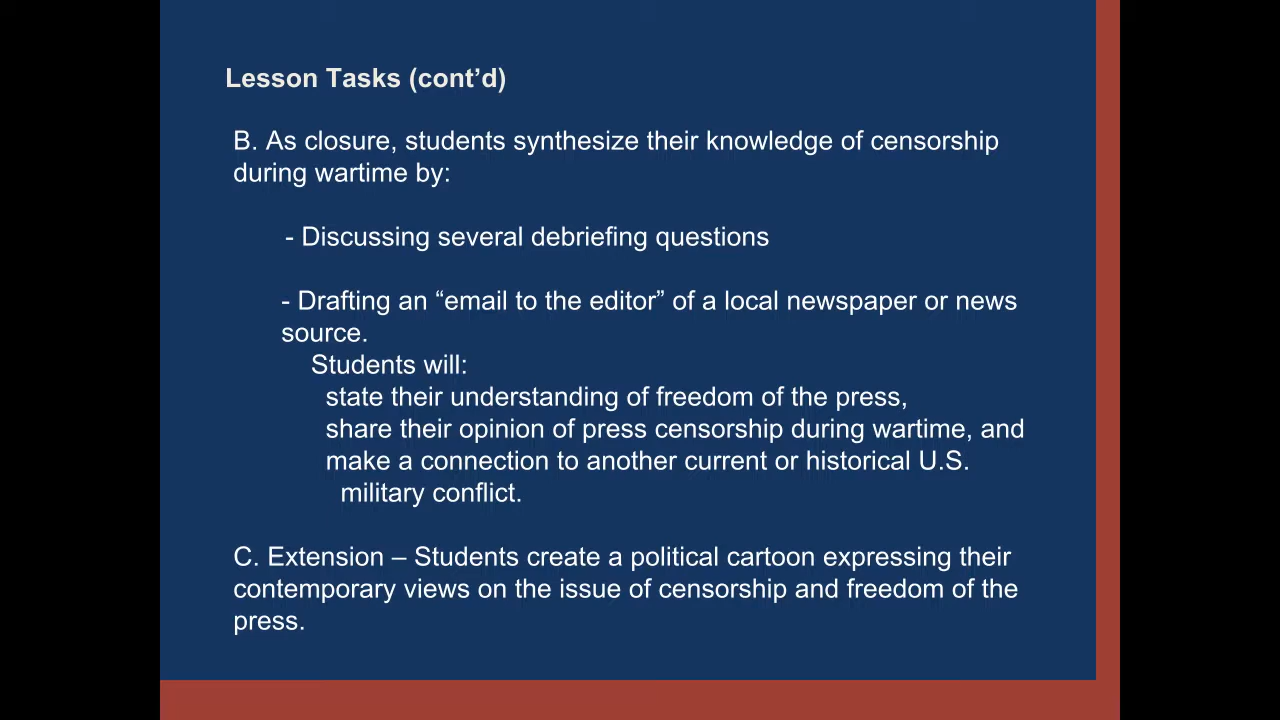 Lesson Tasks (cont’d)
B. As closure, students synthesize their knowledge of censorship
during wartime by:
- Discussing several debriefing questions
- Drafting an “email to the editor” of a local newspaper or news
source.
Students will:
state their understanding of freedom of the press,
share their opinion of press censorship during wartime, and
make a connection to another current or historical U.S.
military conflict.
C. Extension – Students create a political cartoon expressing their
contemporary views on the issue of censorship and freedom of the
press.